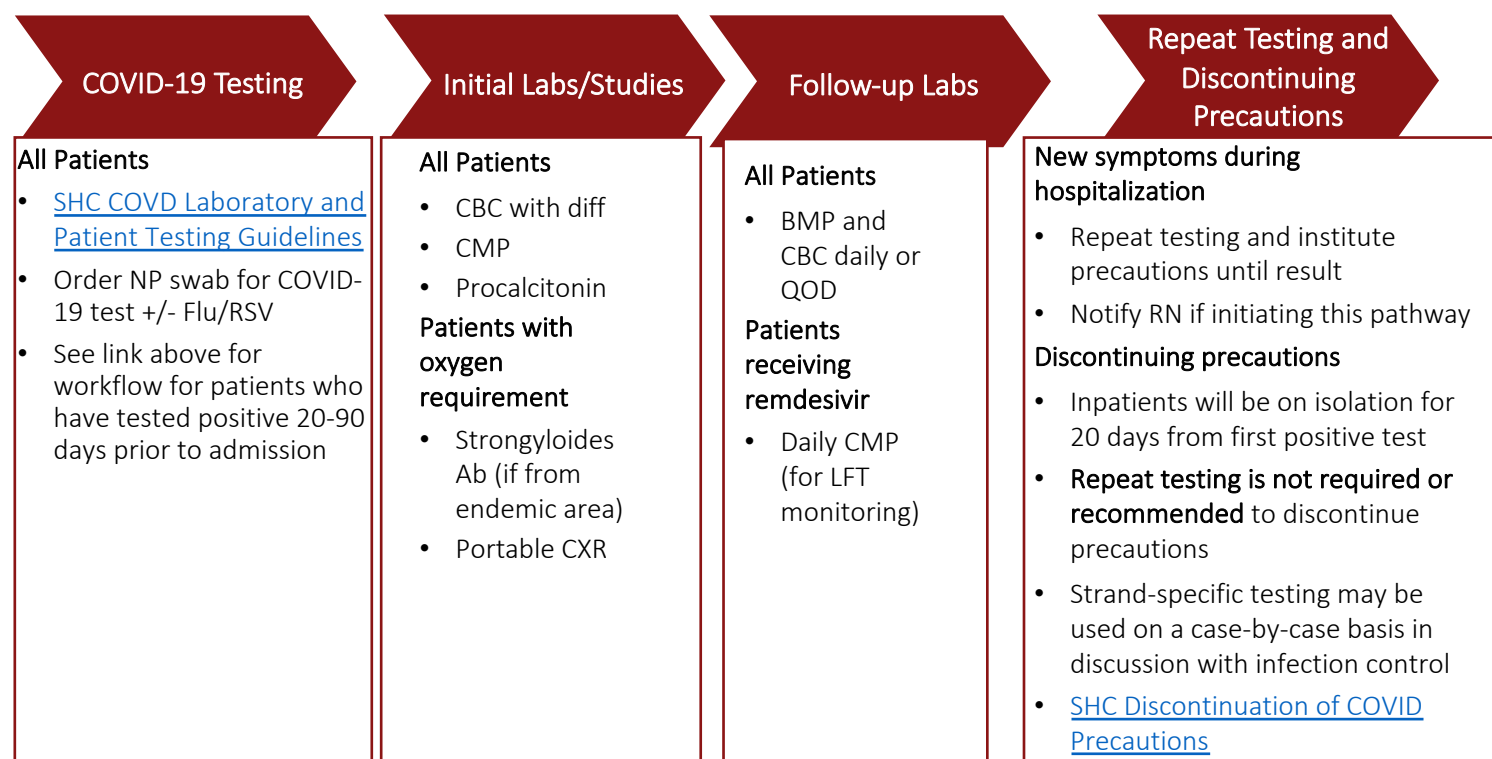 COVID-19 Testing
All Patients
• SHC COVD Laboratory and
Patient Testing Guidelines
• Order NP swab for COVID-
19 test +/- Flu/RSV
• See link above for
workflow for patients who
have tested positive 20-90
days prior to admission
Initial Labs/Studies
All Patients
• CBC with diff
• CMP
• Procalcitonin
Patients with
oxygen
requirement
• Strongyloides
Ab (if from
endemic area)
• Portable CXR
Follow-up Labs
All Patients
• BMP and
CBC daily or
QOD
Patients
receiving
remdesivir
• Daily CMP
(for LFT
monitoring)
Repeat Testing and
Discontinuing
Precautions
New symptoms during
hospitalization
• Repeat testing and institute
precautions until result
• Notify RN if initiating this pathway
Discontinuing precautions
• Inpatients will be on isolation for
20 days from first positive test
• Repeat testing is not required or
recommended to discontinue
precautions
• Strand-specific testing may be
used on a case-by-case basis in
discussion with infection control
• SHC Discontinuation of COVID
Precautions